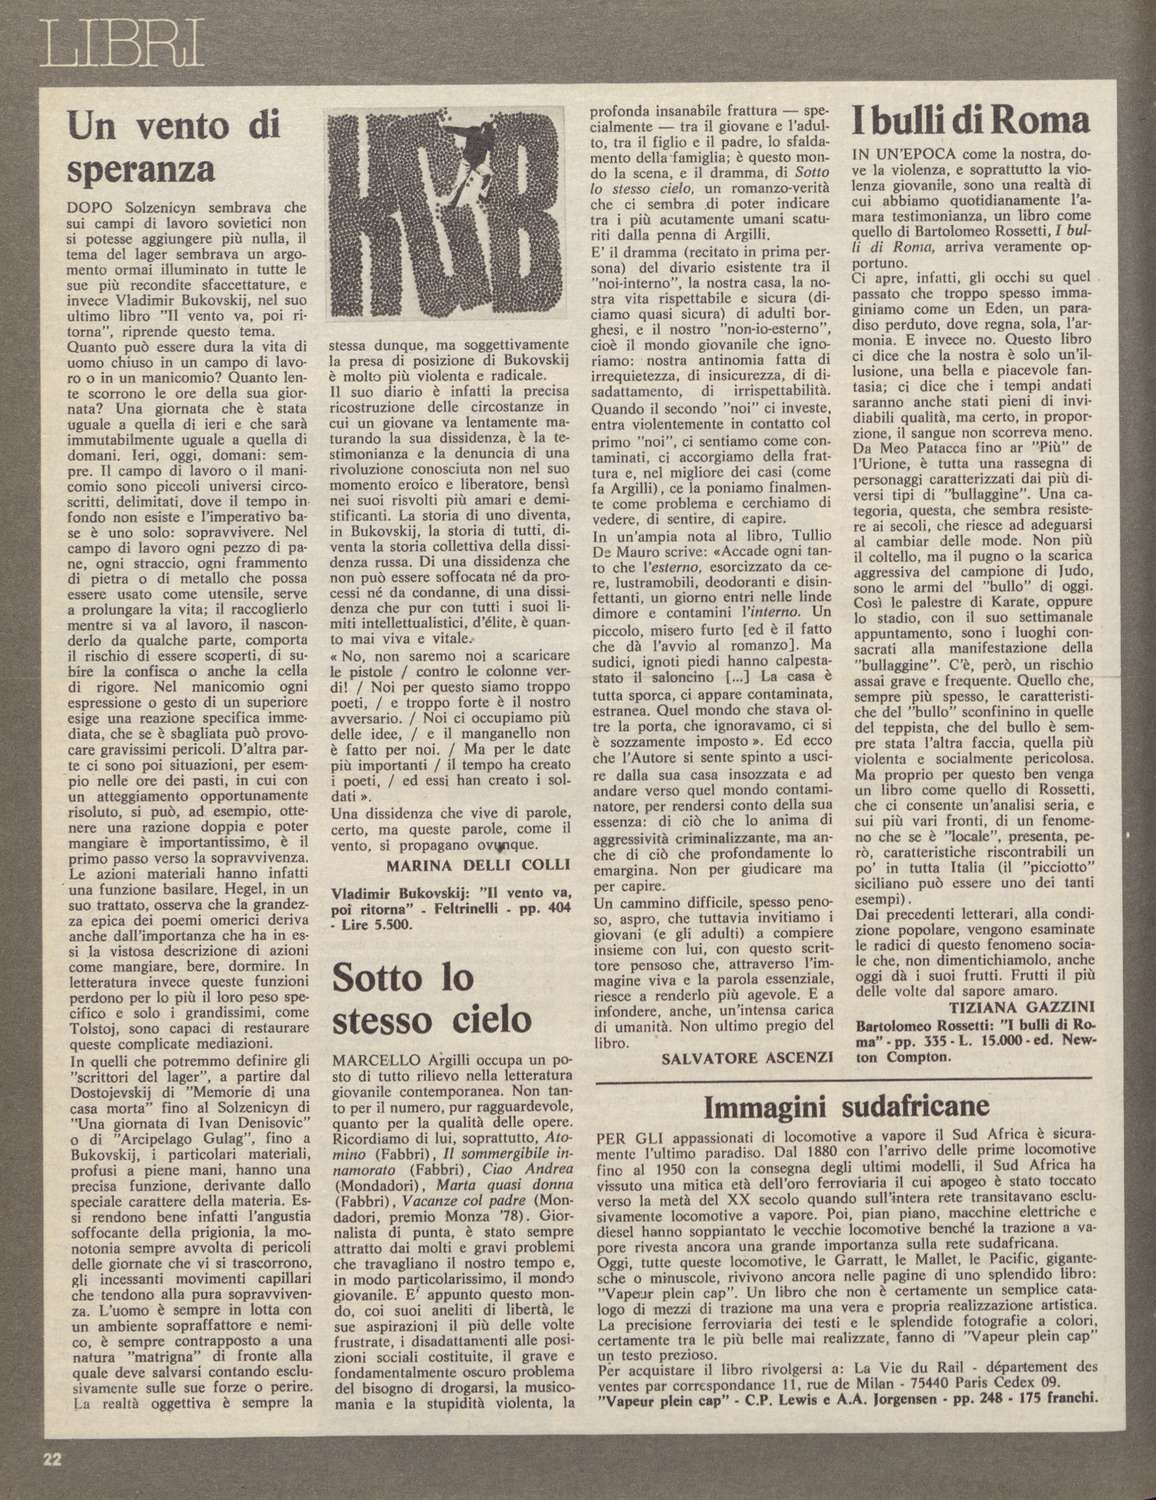 LIBRI
Un vento di
speranza
DOPO Solzenicyn sembrava che
sui campi di lavoro sovietici non
si potesse aggiungere più nulla, il
tema del lager sembrava un argo-
mento ormai illuminato in tutte le
sue più recondite sfaccettature, e
invece Vladimir Bukovskij, nel suo
ultimo libro "Il vento va, poi ri-
torna", riprende questo tema.
Quanto può essere dura la vita di
uomo chiuso in un campo di lavo-
ro o in un manicomio? Quanto len-
te scorrono le ore della sua gior-
nata? Una giornata che è stata
uguale a quella di ieri e che sarà
immutabilmente uguale a quella di
domani. Ieri, oggi, domani: sem-
pre. Il campo di lavoro o il mani-
comio sono piccoli universi circo-
scritti, delimitati, dove il tempo in
fondo non esiste e l'imperativo ba-
se è uno solo: sopravvivere. Nel
campo di lavoro ogni pezzo di pa-
ne, ogni straccio, ogni frammento
di pietra o di metallo che possa
essere usato come utensile, serve
a prolungare la vita; il raccoglierlo
mentre si va al lavoro, il nascon-
derlo da qualche parte, comporta
il rischio di essere scoperti, di su-
bire la confisca o anche la cella
di rigore. Nel manicomio ogni
espressione o gesto di un superiore
esige una reazione specifica imme-
diata, che se è sbagliata può provo-
care gravissimi pericoli. D'altra par-
te ci sono poi situazioni, per esem-
pio nelle ore dei pasti, in cui con
un atteggiamento opportunamente
risoluto, si può, ad esempio, otte-
nere una razione doppia e poter
mangiare è importantissimo, è il
primo passo verso la sopravvivenza.
Le azioni materiali hanno infatti
una funzione basilare. Hegel, in un
suo trattato, osserva che la grandez-
za epica dei poemi omerici deriva
anche dall'importanza che ha in es-
si la vistosa descrizione di azioni
come mangiare, bere, dormire. In
letteratura invece queste funzioni
perdono per lo più il loro peso spe-
cifico e solo i grandissimi, come
Tolstoj, sono capaci di restaurare
queste complicate mediazioni.
In quelli che potremmo definire gli
"scrittori del lager", a partire dal
Dostojevskij di "Memorie di una
casa morta" fino al Solzenicyn di
"Una giornata di Ivan Denisovic"
o di "Arcipelago Gulag", fino a
Bukovskij, i particolari materiali,
profusi a piene mani, hanno una
precisa funzione, derivante dallo
speciale carattere della materia. Es-
si rendono bene infatti l'angustia
soffocante della prigionia, la mo-
notonia sempre avvolta di pericoli
delle giornate che vi si trascorrono,
gli incessanti movimenti capillari
che tendono alla pura sopravviven-
za. L'uomo è sempre in lotta con
un ambiente sopraffattore e nemi-
co, è sempre contrapposto a una
natura "matrigna" di fronte alla
quale deve salvarsi contando esclu-
sivamente sulle sue forze o perire.
La realtà oggettiva è sempre la
KGB
stessa dunque, ma soggettivamente
la presa di posizione di Bukovskij
è molto più violenta e radicale.
Il suo diario è infatti la precisa
ricostruzione delle circostanze in
cui un giovane va lentamente ma-
turando la sua dissidenza, è la te-
stimonianza e la denuncia di una
rivoluzione conosciuta non nel suo
momento eroico e liberatore, bensì
nei suoi risvolti più amari e demi-
stificanti. La storia di uno diventa,
in Bukovskij, la storia di tutti, di-
venta la storia collettiva della dissi-
denza russa. Di una dissidenza che
non può essere soffocata né da pro-
cessi né da condanne, di una dissi-
denza che pur con tutti i suoi li-
miti intellettualistici, d'élite, è quan-
to mai viva e vitale.
« No, non saremo noi a scaricare
le pistole / contro le colonne ver-
di! / Noi per questo siamo troppo
poeti, / e troppo forte è il nostro
avversario. / Noi ci occupiamo più
delle idee, / e il manganello non
è fatto per noi. / Ma per le date
più importanti / il tempo ha creato
i poeti, / ed essi han creato i sol-
dati ».
Una dissidenza che vive di parole,
certo, ma queste parole, come il
vento, si propagano ovunque.
MARINA DELLI COLLI
Vladimir Bukovskij: "Il vento va,
poi ritorna" - Feltrinelli - pp. 404
- Lire 5.500.
Sotto lo
stesso cielo
MARCELLO Argilli occupa un po-
sto di tutto rilievo nella letteratura
giovanile contemporanea. Non tan-
to per il numero, pur ragguardevole,
quanto per la qualità delle opere.
Ricordiamo di lui, soprattutto, Ato-
mino (Fabbri), Il sommergibile in-
namorato (Fabbri), Ciao Andrea
(Mondadori), Marta quasi donna
(Fabbri), Vacanze col padre (Mon-
dadori, premio Monza '78). Gior-
nalista di punta, è stato sempre
attratto dai molti e gravi problemi
che travagliano il nostro tempo e,
in modo particolarissimo, il mondo
giovanile. E' appunto questo mon-
do, coi suoi aneliti di libertà, le
sue aspirazioni il più delle volte
frustrate, i disadattamenti alle posi-
zioni sociali costituite, il grave e
fondamentalmente oscuro problema
del bisogno di drogarsi, la musico-
mania e la stupidità violenta, la
profonda insanabile frattura — spe-
cialmente — tra il giovane e l'adul-
to, tra il figlio e il padre, lo sfalda-
mento della famiglia; è questo mon-
do la scena, e il dramma, di Sotto
lo stesso cielo, un romanzo-verità
che ci sembra di poter indicare
tra i più acutamente umani scatu-
riti dalla penna di Argilli.
E' il dramma (recitato in prima per-
sona) del divario esistente tra il
"noi-interno", la nostra casa, la no-
stra vita rispettabile e sicura (di-
ciamo quasi sicura) di adulti bor-
ghesi, e il nostro "non-io-esterno",
cioè il mondo giovanile che igno-
riamo: nostra antinomia fatta di
irrequietezza, di insicurezza, di di-
sadattamento, di irrispettabilità.
Quando il secondo "noi" ci investe,
entra violentemente in contatto col
primo "noi", ci sentiamo come con-
taminati, ci accorgiamo della frat-
tura e, nel migliore dei casi (come
fa Argilli), ce la poniamo finalmen-
te come problema e cerchiamo di
vedere, di sentire, di capire.
In un'ampia nota al libro, Tullio
De Mauro scrive: «Accade ogni tan-
to che l'esterno, esorcizzato da ce-
re, lustramobili, deodoranti e disin-
fettanti, un giorno entri nelle linde
dimore e contamini l'interno. Un
piccolo, misero furto [ed è il fatto
che dà l'avvio al romanzo]. Ma
sudici, ignoti piedi hanno calpesta-
stato il saloncino [...] La casa è
tutta sporca, ci appare contaminata,
estranea. Quel mondo che stava ol-
tre la porta, che ignoravamo, ci si
è sozzamente imposto ». Ed ecco
che l'Autore si sente spinto a usci-
re dalla sua casa insozzata e ad
andare verso quel mondo contami-
natore, per rendersi conto della sua
essenza: di ciò che lo anima di
aggressività criminalizzante, ma an-
che di ciò che profondamente lo
emargina. Non per giudicare ma
per capire.
Un cammino difficile, spesso peno-
so, aspro, che tuttavia invitiamo i
giovani (e gli adulti) a compiere
insieme con lui, con questo scrit-
tore pensoso che, attraverso l'im-
magine viva e la parola essenziale,
riesce a renderlo più agevole. E a
infondere, anche, un'intensa carica
di umanità. Non ultimo pregio del
libro.
SALVATORE ASCENZI
I bulli di Roma
IN UN'EPOCA come la nostra, do-
ve la violenza, e soprattutto la vio-
lenza giovanile, sono una realtà di
cui abbiamo quotidianamente l'a-
mara testimonianza, un libro come
quello di Bartolomeo Rossetti, I bul-
li di Roma, arriva veramente op-
portuno.
Ci apre, infatti, gli occhi su quel
passato che troppo spesso imma-
giniamo come un Eden, un para-
diso perduto, dove regna, sola, l'ar-
monia. E invece no. Questo libro
ci dice che la nostra è solo un'il-
lusione, una bella e piacevole fan-
tasia; ci dice che i tempi andati
saranno anche stati pieni di invi-
diabili qualità, ma certo, in propor-
zione, il sangue non scorreva meno.
Da Meo Patacca fino ar "Più" de
l'Urione, è tutta una rassegna di
personaggi caratterizzati dai più di-
versi tipi di "bullaggine". Una ca-
tegoria, questa, che sembra resiste-
re ai secoli, che riesce ad adeguarsi
al cambiar delle mode. Non più
il coltello, ma il pugno o la scarica
aggressiva del campione di Judo,
sono le armi del "bullo" di oggi.
Così le palestre di Karate, oppure
lo stadio, con il suo settimanale
appuntamento, sono i luoghi con-
sacrati alla manifestazione della
"bullaggine". C'è, però, un rischio
assai grave e frequente. Quello che,
sempre più spesso, le caratteristi-
che del "bullo" sconfinino in quelle
del teppista, che del bullo è sem-
pre stata l'altra faccia, quella più
violenta e socialmente pericolosa.
Ma proprio per questo ben venga
un libro come quello di Rossetti,
che ci consente un'analisi seria, e
sui più vari fronti, di un fenome-
no che se è "locale", presenta, pe-
rò, caratteristiche riscontrabili un
po' in tutta Italia (il "picciotto"
siciliano può essere uno dei tanti
esempi).
Dai precedenti letterari, alla condi-
zione popolare, vengono esaminate
le radici di questo fenomeno socia-
le che, non dimentichiamolo, anche
oggi dà i suoi frutti. Frutti il più
delle volte dal sapore amaro.
TIZIANA GAZZINI
Bartolomeo Rossetti: "I bulli di Ro-
ma" - pp. 335 - L. 15.000 - ed. New-
ton Compton.
Immagini sudafricane
PER GLI appassionati di locomotive a vapore il Sud Africa è sicura-
mente l'ultimo paradiso. Dal 1880 con l'arrivo delle prime locomotive
fino al 1950 con la consegna degli ultimi modelli, il Sud Africa ha
vissuto una mitica età dell'oro ferroviaria il cui apogeo è stato toccato
verso la metà del XX secolo quando sull'intera rete transitavano esclu-
sivamente locomotive a vapore. Poi, pian piano, macchine elettriche e
diesel hanno soppiantato le vecchie locomotive benché la trazione a va-
pore rivesta ancora una grande importanza sulla rete sudafricana.
Oggi, tutte queste locomotive, le Garratt, le Mallet, le Pacific, gigante-
sche o minuscole, rivivono ancora nelle pagine di uno splendido libro:
"Vapeur plein cap". Un libro che non è certamente un semplice cata-
logo di mezzi di trazione ma una vera e propria realizzazione artistica.
La precisione ferroviaria dei testi e le splendide fotografie a colori,
certamente tra le più belle mai realizzate, fanno di "Vapeur plein cap"
un testo prezioso.
Per acquistare il libro rivolgersi a: La Vie du Rail - département des
ventes par correspondance 11, rue de Milan - 75440 Paris Cedex 09.
"Vapeur plein cap" - C.P. Lewis e A.A. Jorgensen - pp. 248 - 175 franchi.
22